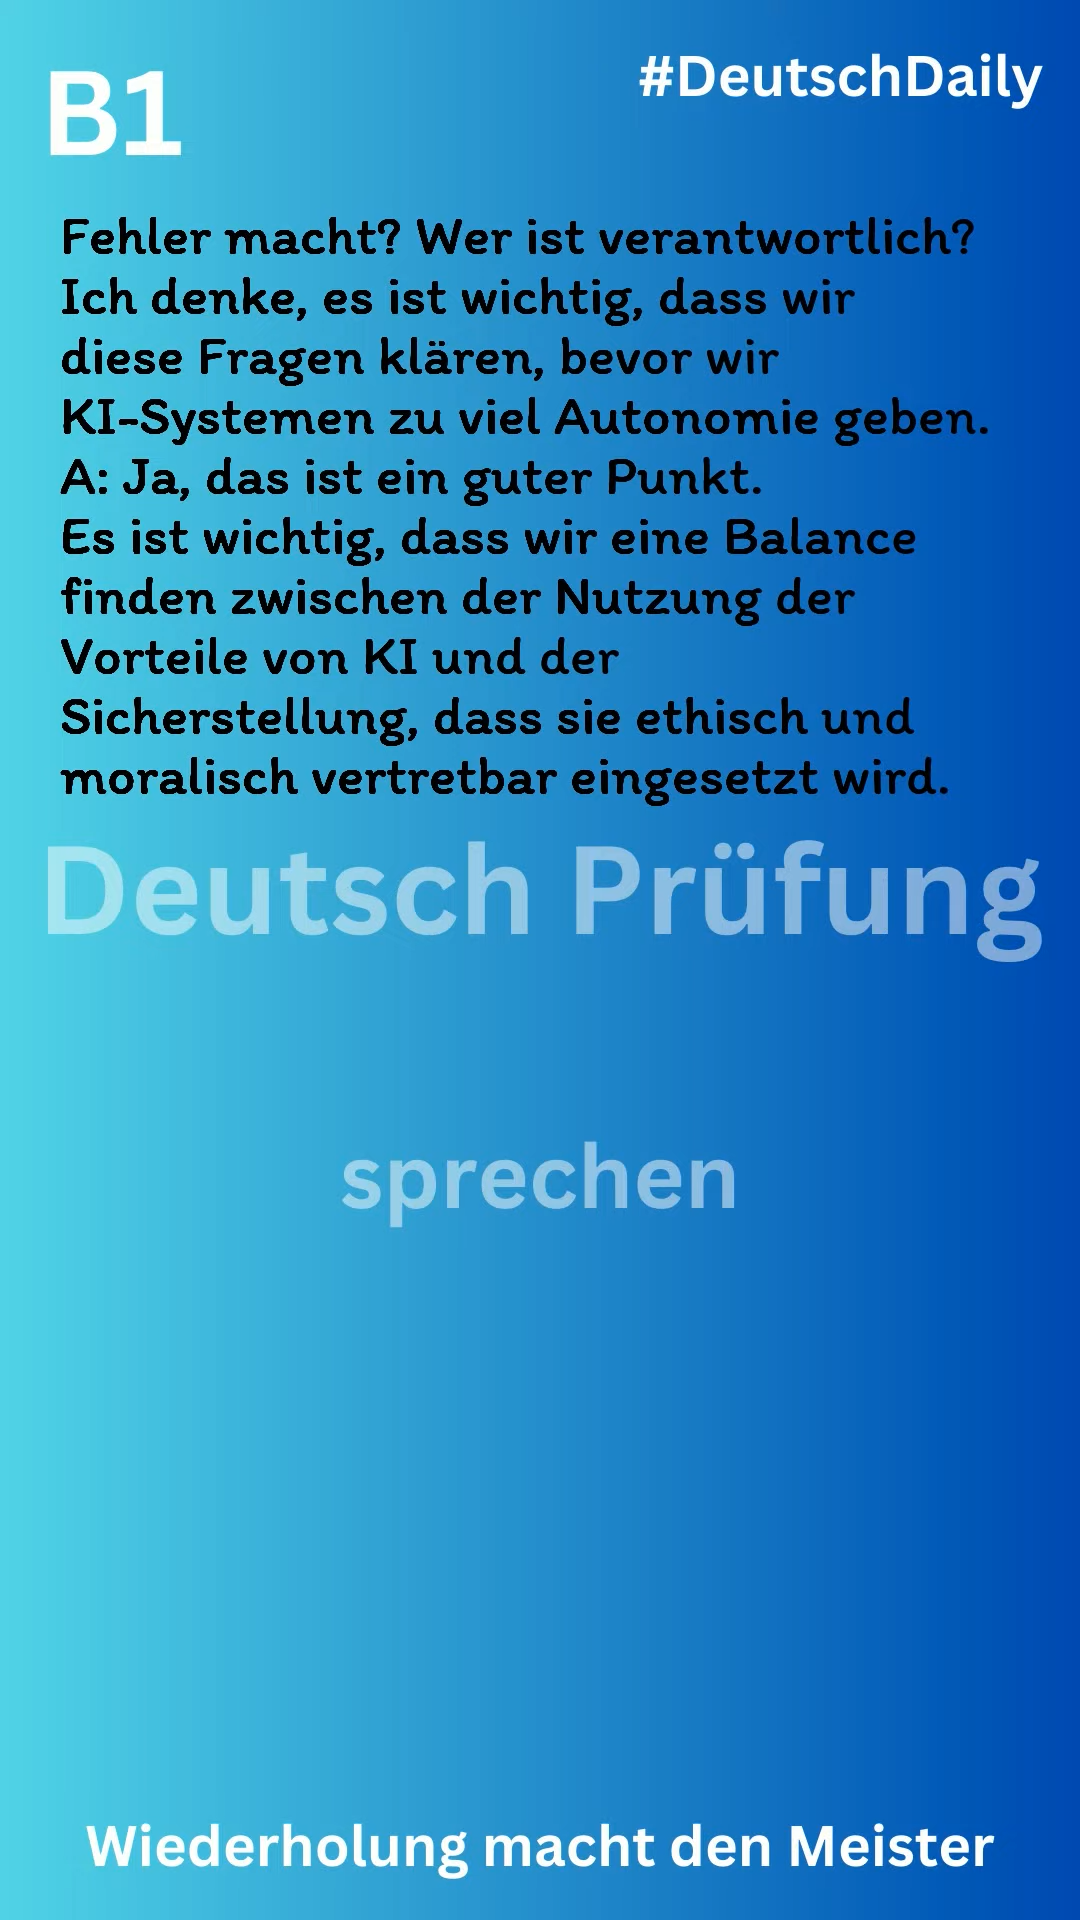 B1
#DeutschDaily
Fehler macht? Wer ist verantwortlich?
Ich denke, es ist wichtig, dass wir
diese Fragen klären, bevor wir
KI-Systemen zu viel Autonomie geben.
A: Ja, das ist ein guter Punkt.
Es ist wichtig, dass wir eine Balance
finden zwischen der Nutzung der
Vorteile von KI und der
Sicherstellung, dass sie ethisch und
moralisch vertretbar eingesetzt wird.
Deutsch Prüfung
sprechen
Wiederholung macht den Meister